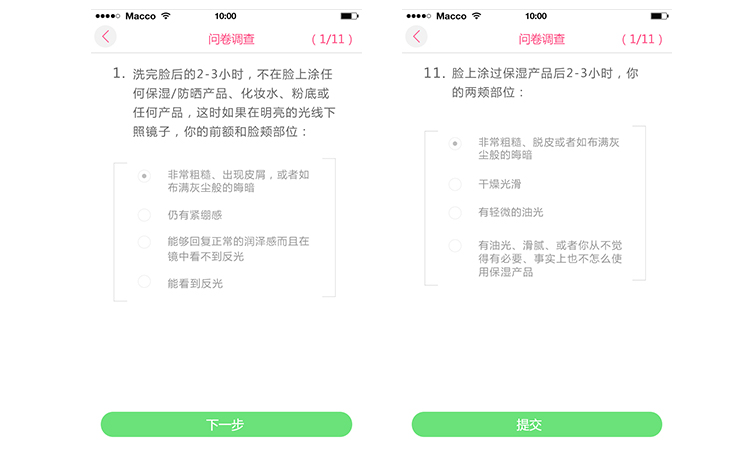 Macco 10:00
问卷调查 （1/11）
1. 洗完脸后的2-3小时，不在脸上涂任
何保湿/防晒产品、化妆水、粉底或
任何产品，这时如果在明亮的光线下
照镜子，你的前额和脸颊部位：
非常粗糙、出现皮屑，或者如
布满灰尘般的晦暗
仍有紧绷感
能够回复正常的润泽感而且在
镜中看不到反光
能看到反光
下一步
Macco 10:00
问卷调查 （1/11）
11. 脸上涂过保湿产品后2-3小时，你
的两颊部位：
非常粗糙、脱皮或者如布满灰
尘般的晦暗
干燥光滑
有轻微的油光
有油光、滑腻、或者你从不觉
得有必要、事实上也不怎么使
用保湿产品
提交